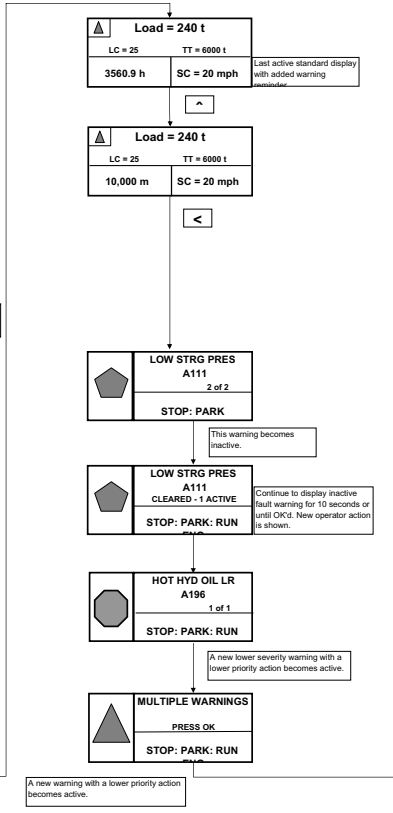 Load = 240 t
LC = 25 TT = 6000 t
3560.9 h SC = 20 mph
Last active standard display
with added warning
reminder
^
Load = 240 t
LC = 25 TT = 6000 t
10,000 m SC = 20 mph
<
LOW STRG PRES
A111
2 of 2
STOP: PARK
This warning becomes
inactive.
LOW STRG PRES
A111
CLEARED - 1 ACTIVE
STOP: PARK: RUN
ENG
Continue to display inactive
fault warning for 10 seconds or
until OK'd. New operator action
is shown.
HOT HYD OIL LR
A196
1 of 1
STOP: PARK: RUN
A new lower severity warning with a
lower priority action becomes active.
MULTIPLE WARNINGS
PRESS OK
STOP: PARK: RUN
ENG
A new warning with a lower priority action
becomes active.